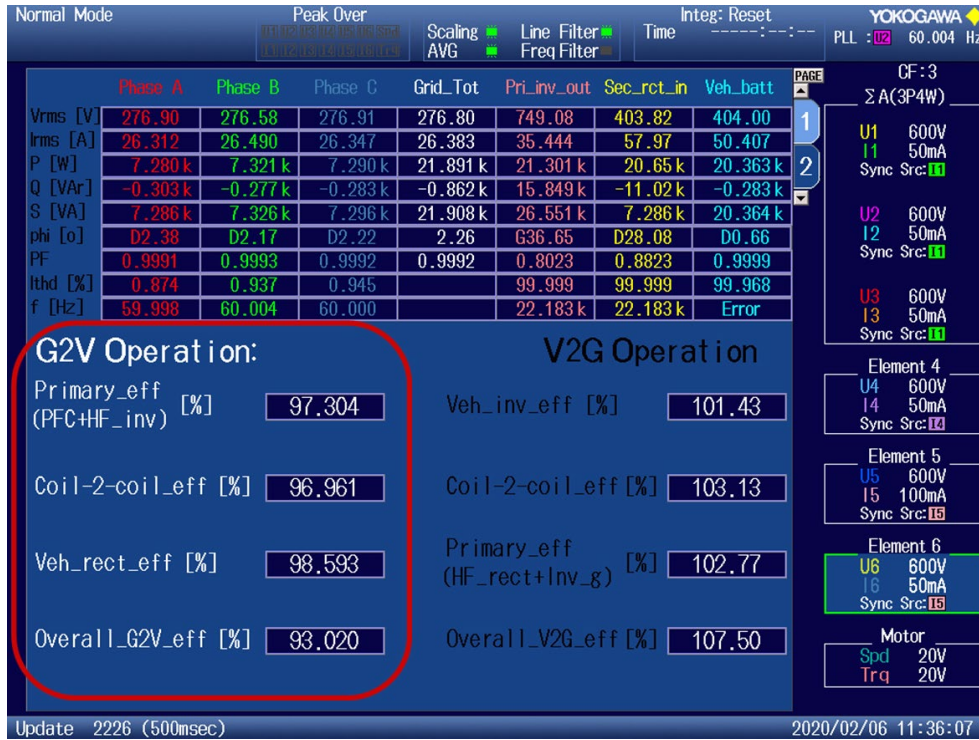 Normal Mode Peak Over Scaling Line Filter Integ: Reset YOKOGAWA
AVG Freq Filter Time -----:--:-- PLL :U2 60.004 Hz
PAGE CF:3
Phase A Phase B Phase C Grid_Tot Pri_inv_out Sec_rct_in Veh_batt
Vrms [V] 276.90 276.58 276.91 276.80 749.08 403.82 404.00
Irms [A] 26.312 26.490 26.347 26.383 35.444 57.97 50.407
P [W] 7.280 k 7.321 k 7.290 k 21.891 k 21.301 k 20.65 k 20.363 k
Q [VAr] -0.303 k -0.277 k -0.283 k -0.862 k 15.849 k -11.02 k -0.283 k
S [VA] 7.286 k 7.326 k 7.296 k 21.908 k 26.551 k 7.286 k 20.364 k
phi [o] D2.38 D2.17 D2.22 2.26 G36.65 D28.08 D0.66
PF 0.9991 0.9993 0.9992 0.9992 0.8023 0.8823 0.9999
Ithd [%] 0.874 0.937 0.945 99.999 99.999 99.968
f [Hz] 59.998 60.004 60.000 22.183 k 22.183 k Error
1
2
G2V Operation:
Primary_eff [%] 97.304
(PFC+HF_inv)
Coil-2-coil_eff [%] 96.961
Veh_rect_eff [%] 98.593
Overall_G2V_eff [%] 93.020
V2G Operation
Veh_inv_eff [%] 101.43
Coil-2-coil_eff [%] 103.13
Primary_eff [%] 102.77
(HF_rect+Inv_g)
Overall_V2G_eff [%] 107.50
ΣA(3P4W)
U1 600V
I1 50mA
Sync Src:I1
U2 600V
I2 50mA
Sync Src:I1
U3 600V
I3 50mA
Sync Src:I1
Element 4
U4 600V
I4 50mA
Sync Src:I4
Element 5
U5 600V
I5 100mA
Sync Src:I5
Element 6
U6 600V
I6 50mA
Sync Src:I5
Motor
Spd 20V
Trq 20V
Update 2226 (500msec) 2020/02/06 11:36:07